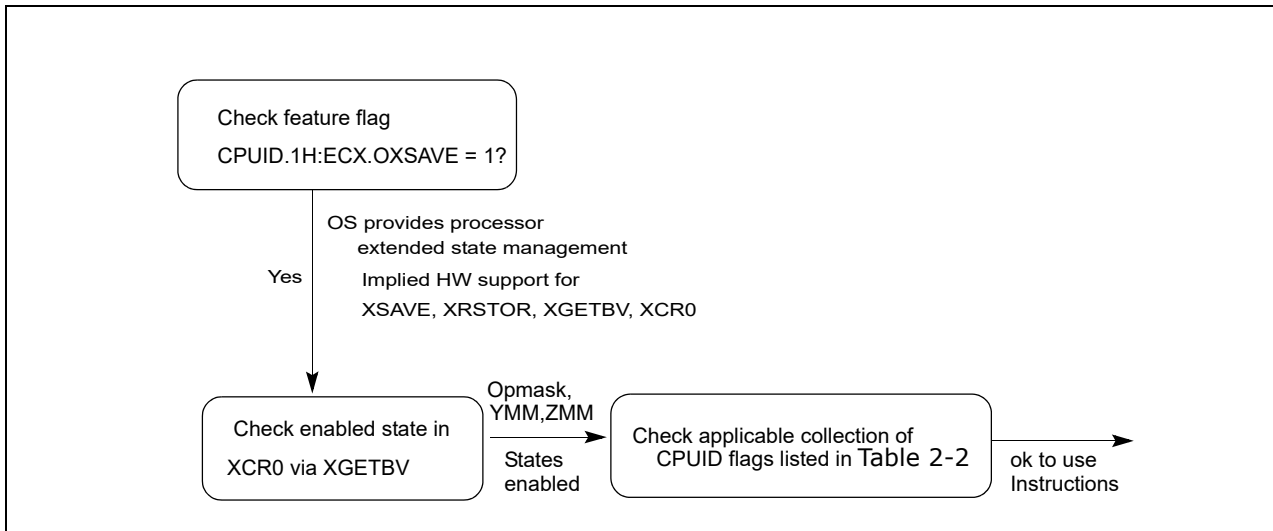 Check feature flag
CPUID.1H:ECX.OXSAVE = 1?
OS provides processor
extended state management
Yes
Implied HW support for
XSAVE, XRSTOR, XGETBV, XCR0
Check enabled state in
XCR0 via XGETBV
Opmask,
YMM,ZMM
States
enabled
Check applicable collection of
CPUID flags listed in Table 2-2
ok to use
Instructions